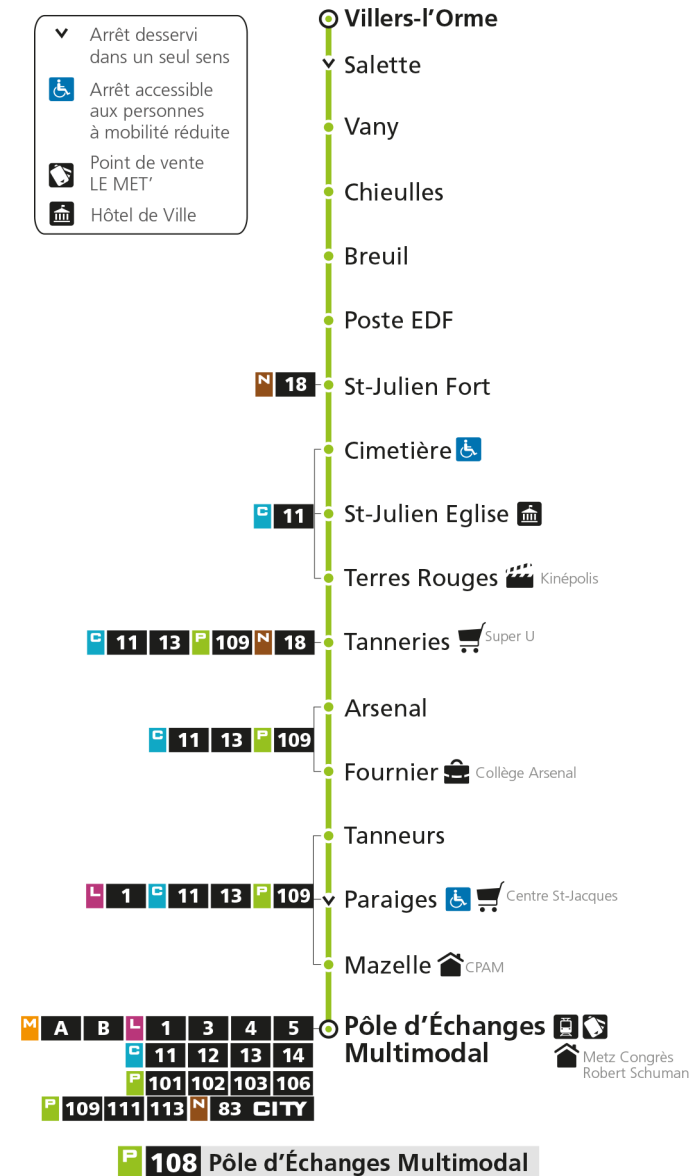 Arrêt desservi
dans un seul sens
Arrêt accessible
aux personnes
à mobilité réduite
Point de vente
LE MET'
Hôtel de Ville
Villers-l'Orme
Salette
Vany
Chieulles
Breuil
Poste EDF
N 18 St-Julien Fort
Cimetière
C 11 St-Julien Eglise
Terres Rouges Kinépolis
C 11 13 P 109 N 18 Tanneries Super U
Arsenal
C 11 13 P 109
Fournier Collège Arsenal
Tanneurs
L 1 C 11 13 P 109 Paraiges Centre St-Jacques
Mazelle CPAM
M A B L 1 3 4 5 Pôle d'Échanges
C 11 12 13 14 Multimodal Metz Congrès
Robert Schuman
P 101 102 103 106
P 109 111 113 N 83 CITY
P 108 Pôle d'Échanges Multimodal